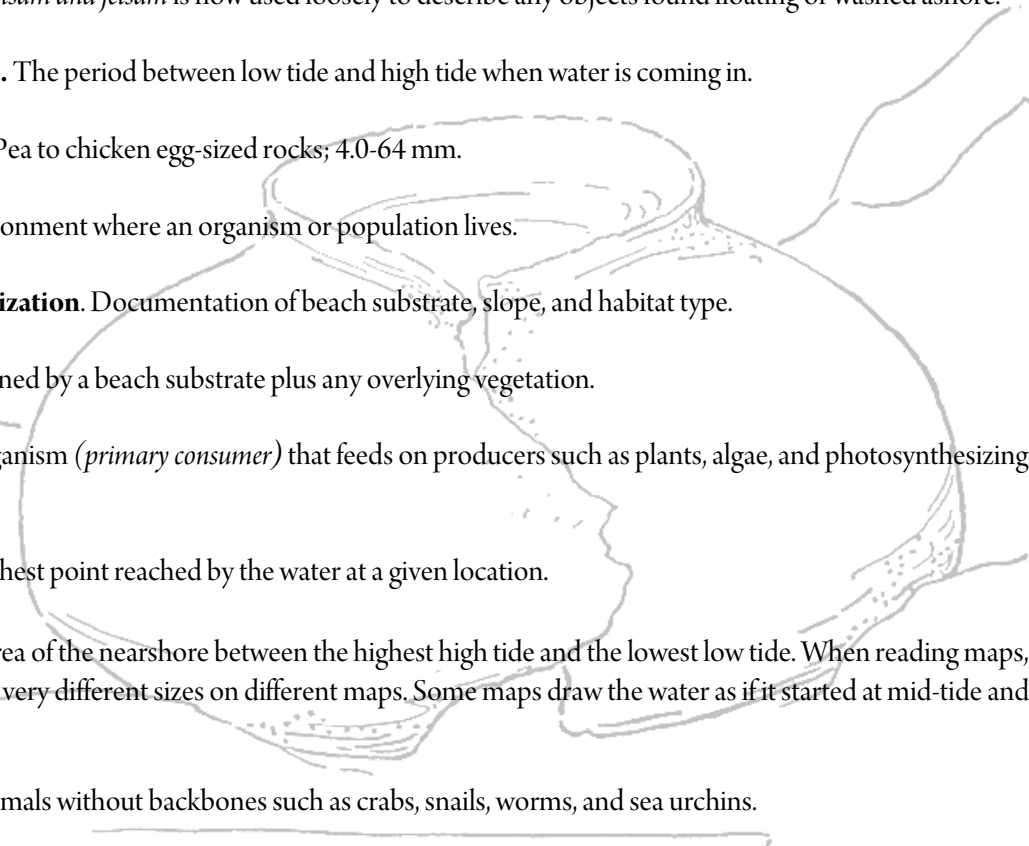 and jetsam is now used loosely to describe any objects found floating or washed ashore.
. The period between low tide and high tide when water is coming in.
Pea to chicken egg-sized rocks; 4.0-64 mm.
onment where an organism or population lives.
ization. Documentation of beach substrate, slope, and habitat type.
ned by a beach substrate plus any overlying vegetation.
ganism (primary consumer) that feeds on producers such as plants, algae, and photosynthesizing
hest point reached by the water at a given location.
rea of the nearshore between the highest high tide and the lowest low tide. When reading maps,
very different sizes on different maps. Some maps draw the water as if it started at mid-tide and
mals without backbones such as crabs, snails, worms, and sea urchins.